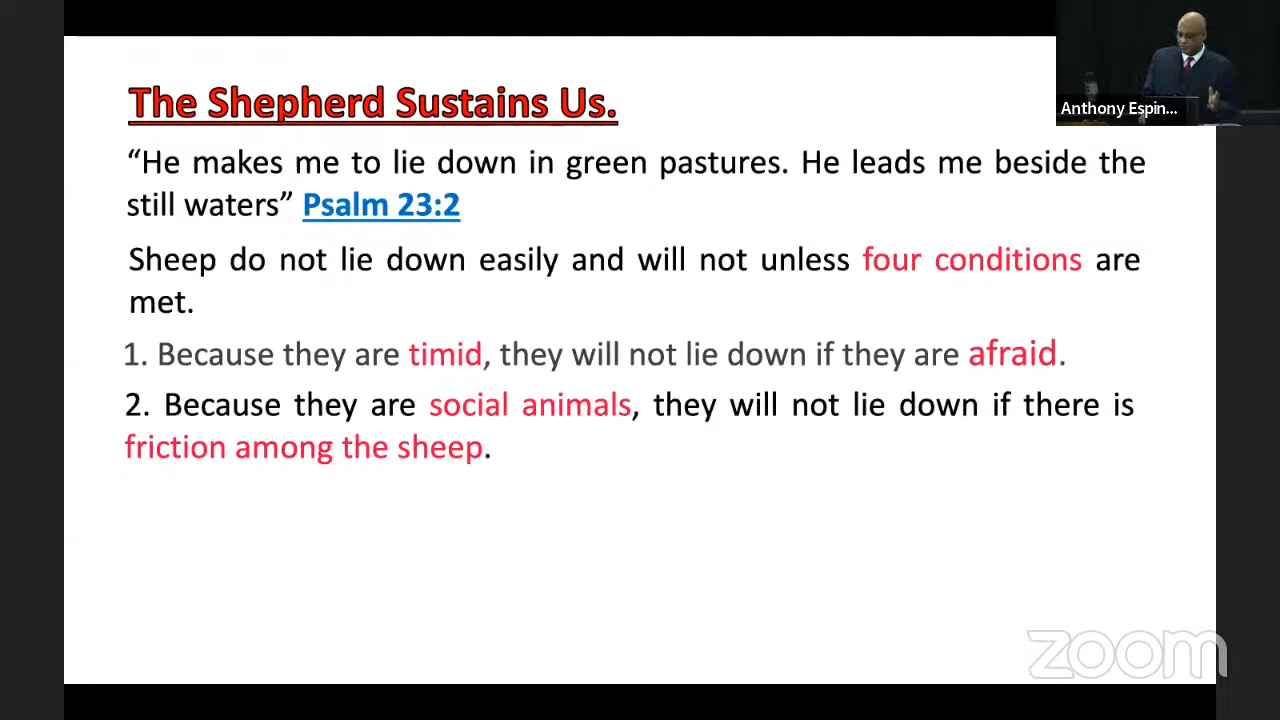 The Shepherd Sustains Us.
“He makes me to lie down in green pastures. He leads me beside the
still waters” Psalm 23:2
Sheep do not lie down easily and will not unless four conditions are
met.
1. Because they are timid, they will not lie down if they are afraid.
2. Because they are social animals, they will not lie down if there is
friction among the sheep.
Anthony Espin...
zoom